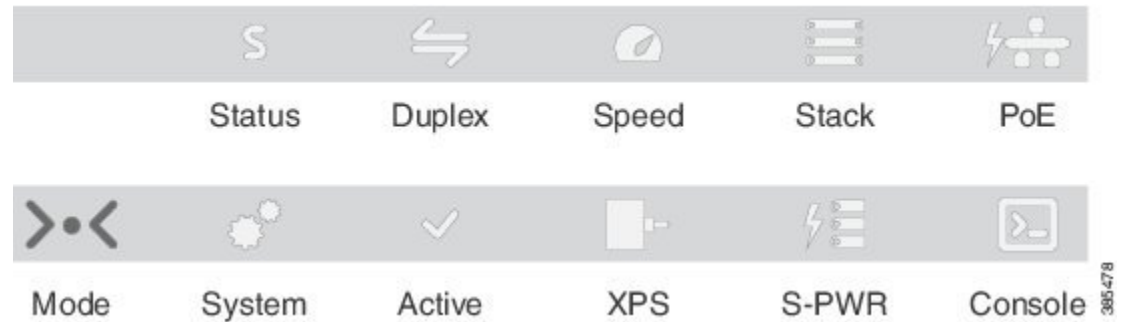 S
Status Duplex Speed Stack PoE
Mode System Active XPS S-PWR Console
385478